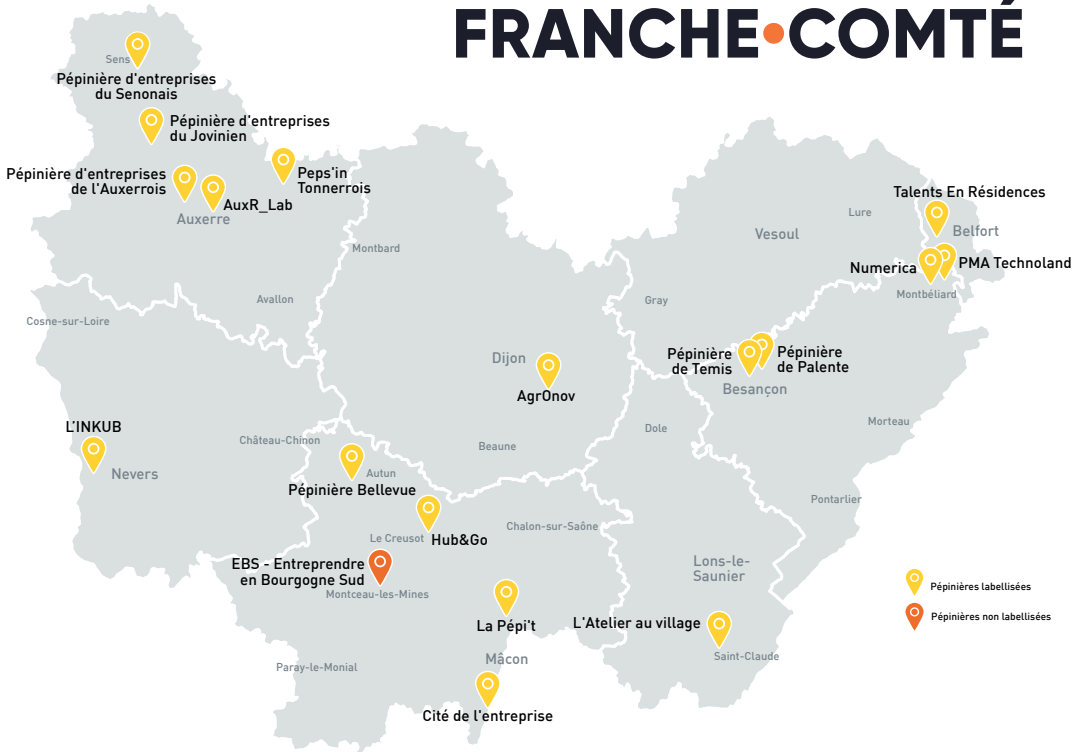 FRANCHE•COMTÉ
Sens
Pépinière d'entreprises
du Senonais
Pépinière d'entreprises
du Jovinien
Pépinière d'entreprises
de l'Auxerrois
AuxR_Lab
Auxerre
Peps'in
Tonnerrois
Talents En Résidences
Lure
Belfort
Vesoul
Montbard
Numerica
PMA Technoland
Montbéliard
Avallon
Gray
Cosne-sur-Loire
Dijon
AgrOnov
Pépinière
de Temis
Pépinière
de Palente
Besançon
L'INKUB
Nevers
Château-Chinon
Beaune
Dole
Morteau
Autun
Pépinière Bellevue
Pontarlier
Le Creusot
Hub&Go
Chalon-sur-Saône
EBS - Entreprendre
en Bourgogne Sud
Montceau-les-Mines
Lons-le-
Saunier
Pépinières labellisées
Pépinières non labellisées
La Pépi't
L'Atelier au village
Saint-Claude
Mâcon
Paray-le-Monial
Cité de l'entreprise